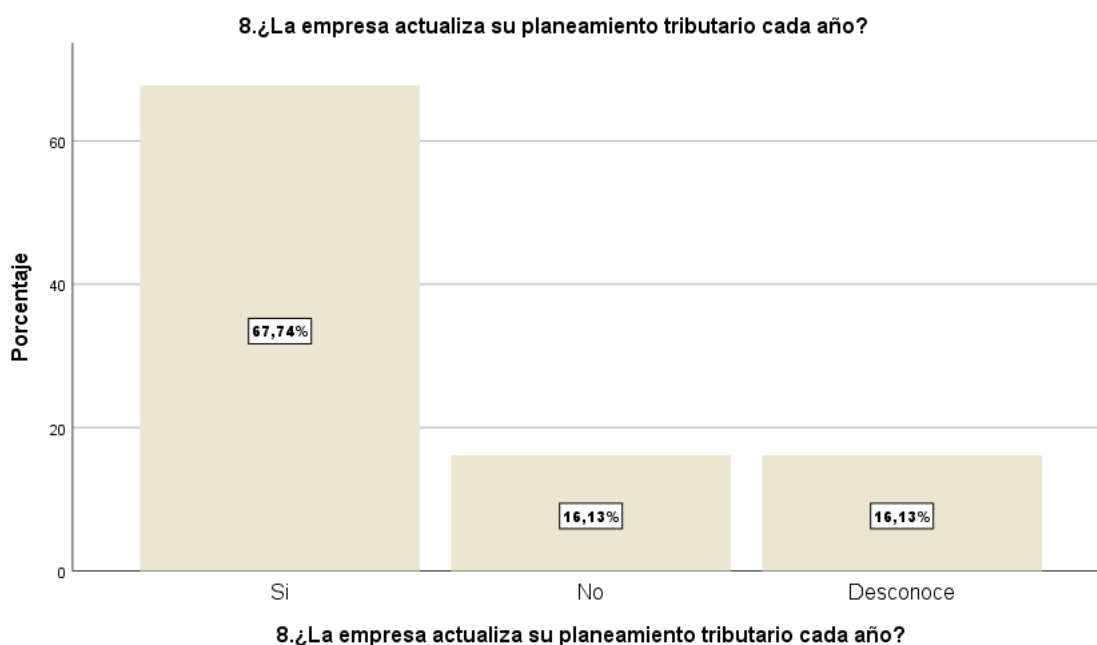 8.¿La empresa actualiza su planeamiento tributario cada año?
Porcentaje
60
40
20
0
67,74%
16,13%
16,13%
Si
No
Desconoce
8.¿La empresa actualiza su planeamiento tributario cada año?